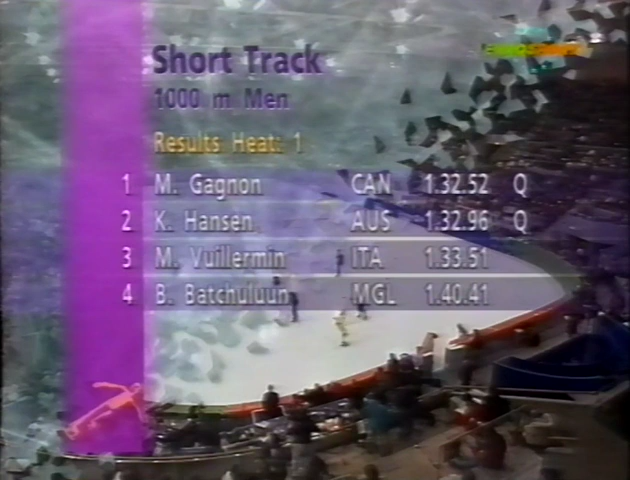 Short Track
1000 m Men
Results Heat: 1
1 M. Gagnon CAN 1.32.52 Q
2 K. Hansen AUS 1.32.96 Q
3 M. Vuillermin ITA 1.33.51
4 B. Batchuluun MGL 1.40.41